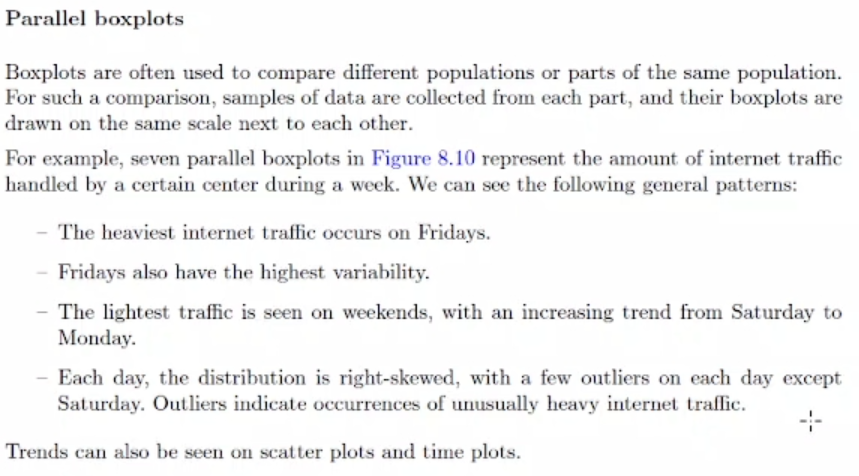 Parallel boxplots
Boxplots are often used to compare different populations or parts of the same population.
For such a comparison, samples of data are collected from each part, and their boxplots are
drawn on the same scale next to each other.
For example, seven parallel boxplots in Figure 8.10 represent the amount of internet traffic
handled by a certain center during a week. We can see the following general patterns:
– The heaviest internet traffic occurs on Fridays.
– Fridays also have the highest variability.
– The lightest traffic is seen on weekends, with an increasing trend from Saturday to
Monday.
– Each day, the distribution is right-skewed, with a few outliers on each day except
Saturday. Outliers indicate occurrences of unusually heavy internet traffic.
Trends can also be seen on scatter plots and time plots.